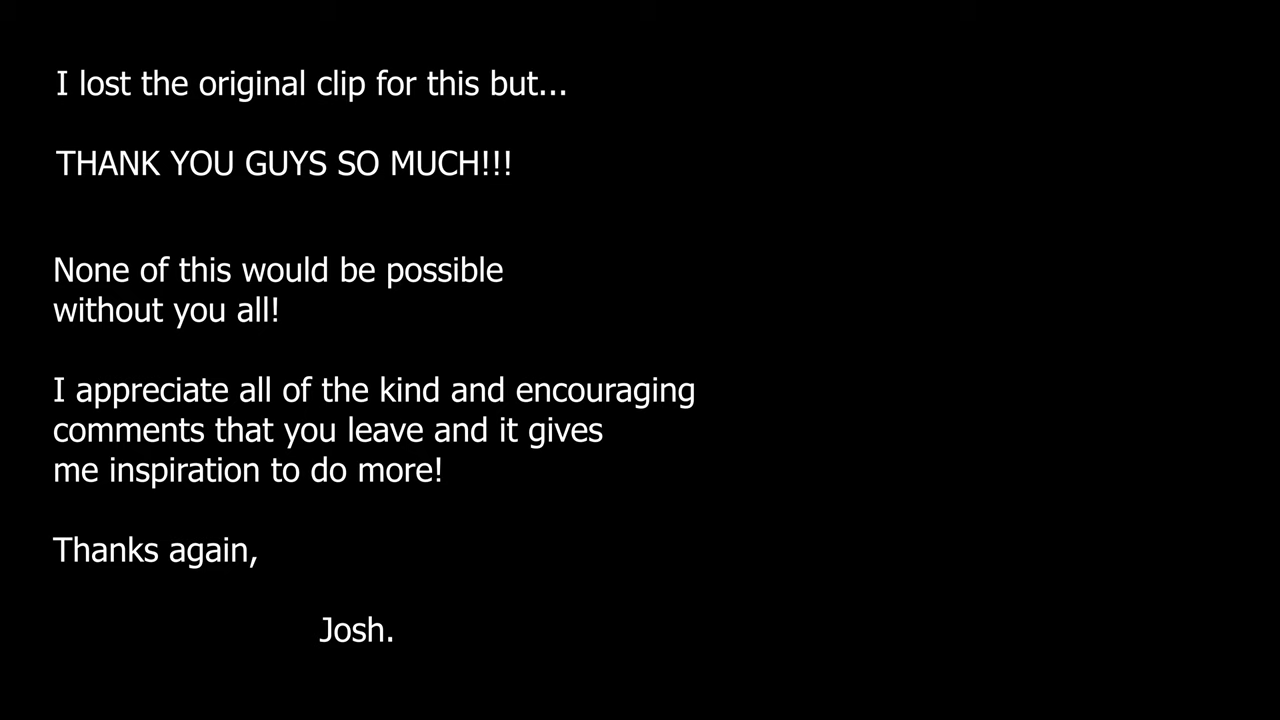 I lost the original clip for this but...
THANK YOU GUYS SO MUCH!!!
None of this would be possible
without you all!
I appreciate all of the kind and encouraging
comments that you leave and it gives
me inspiration to do more!
Thanks again,
Josh.